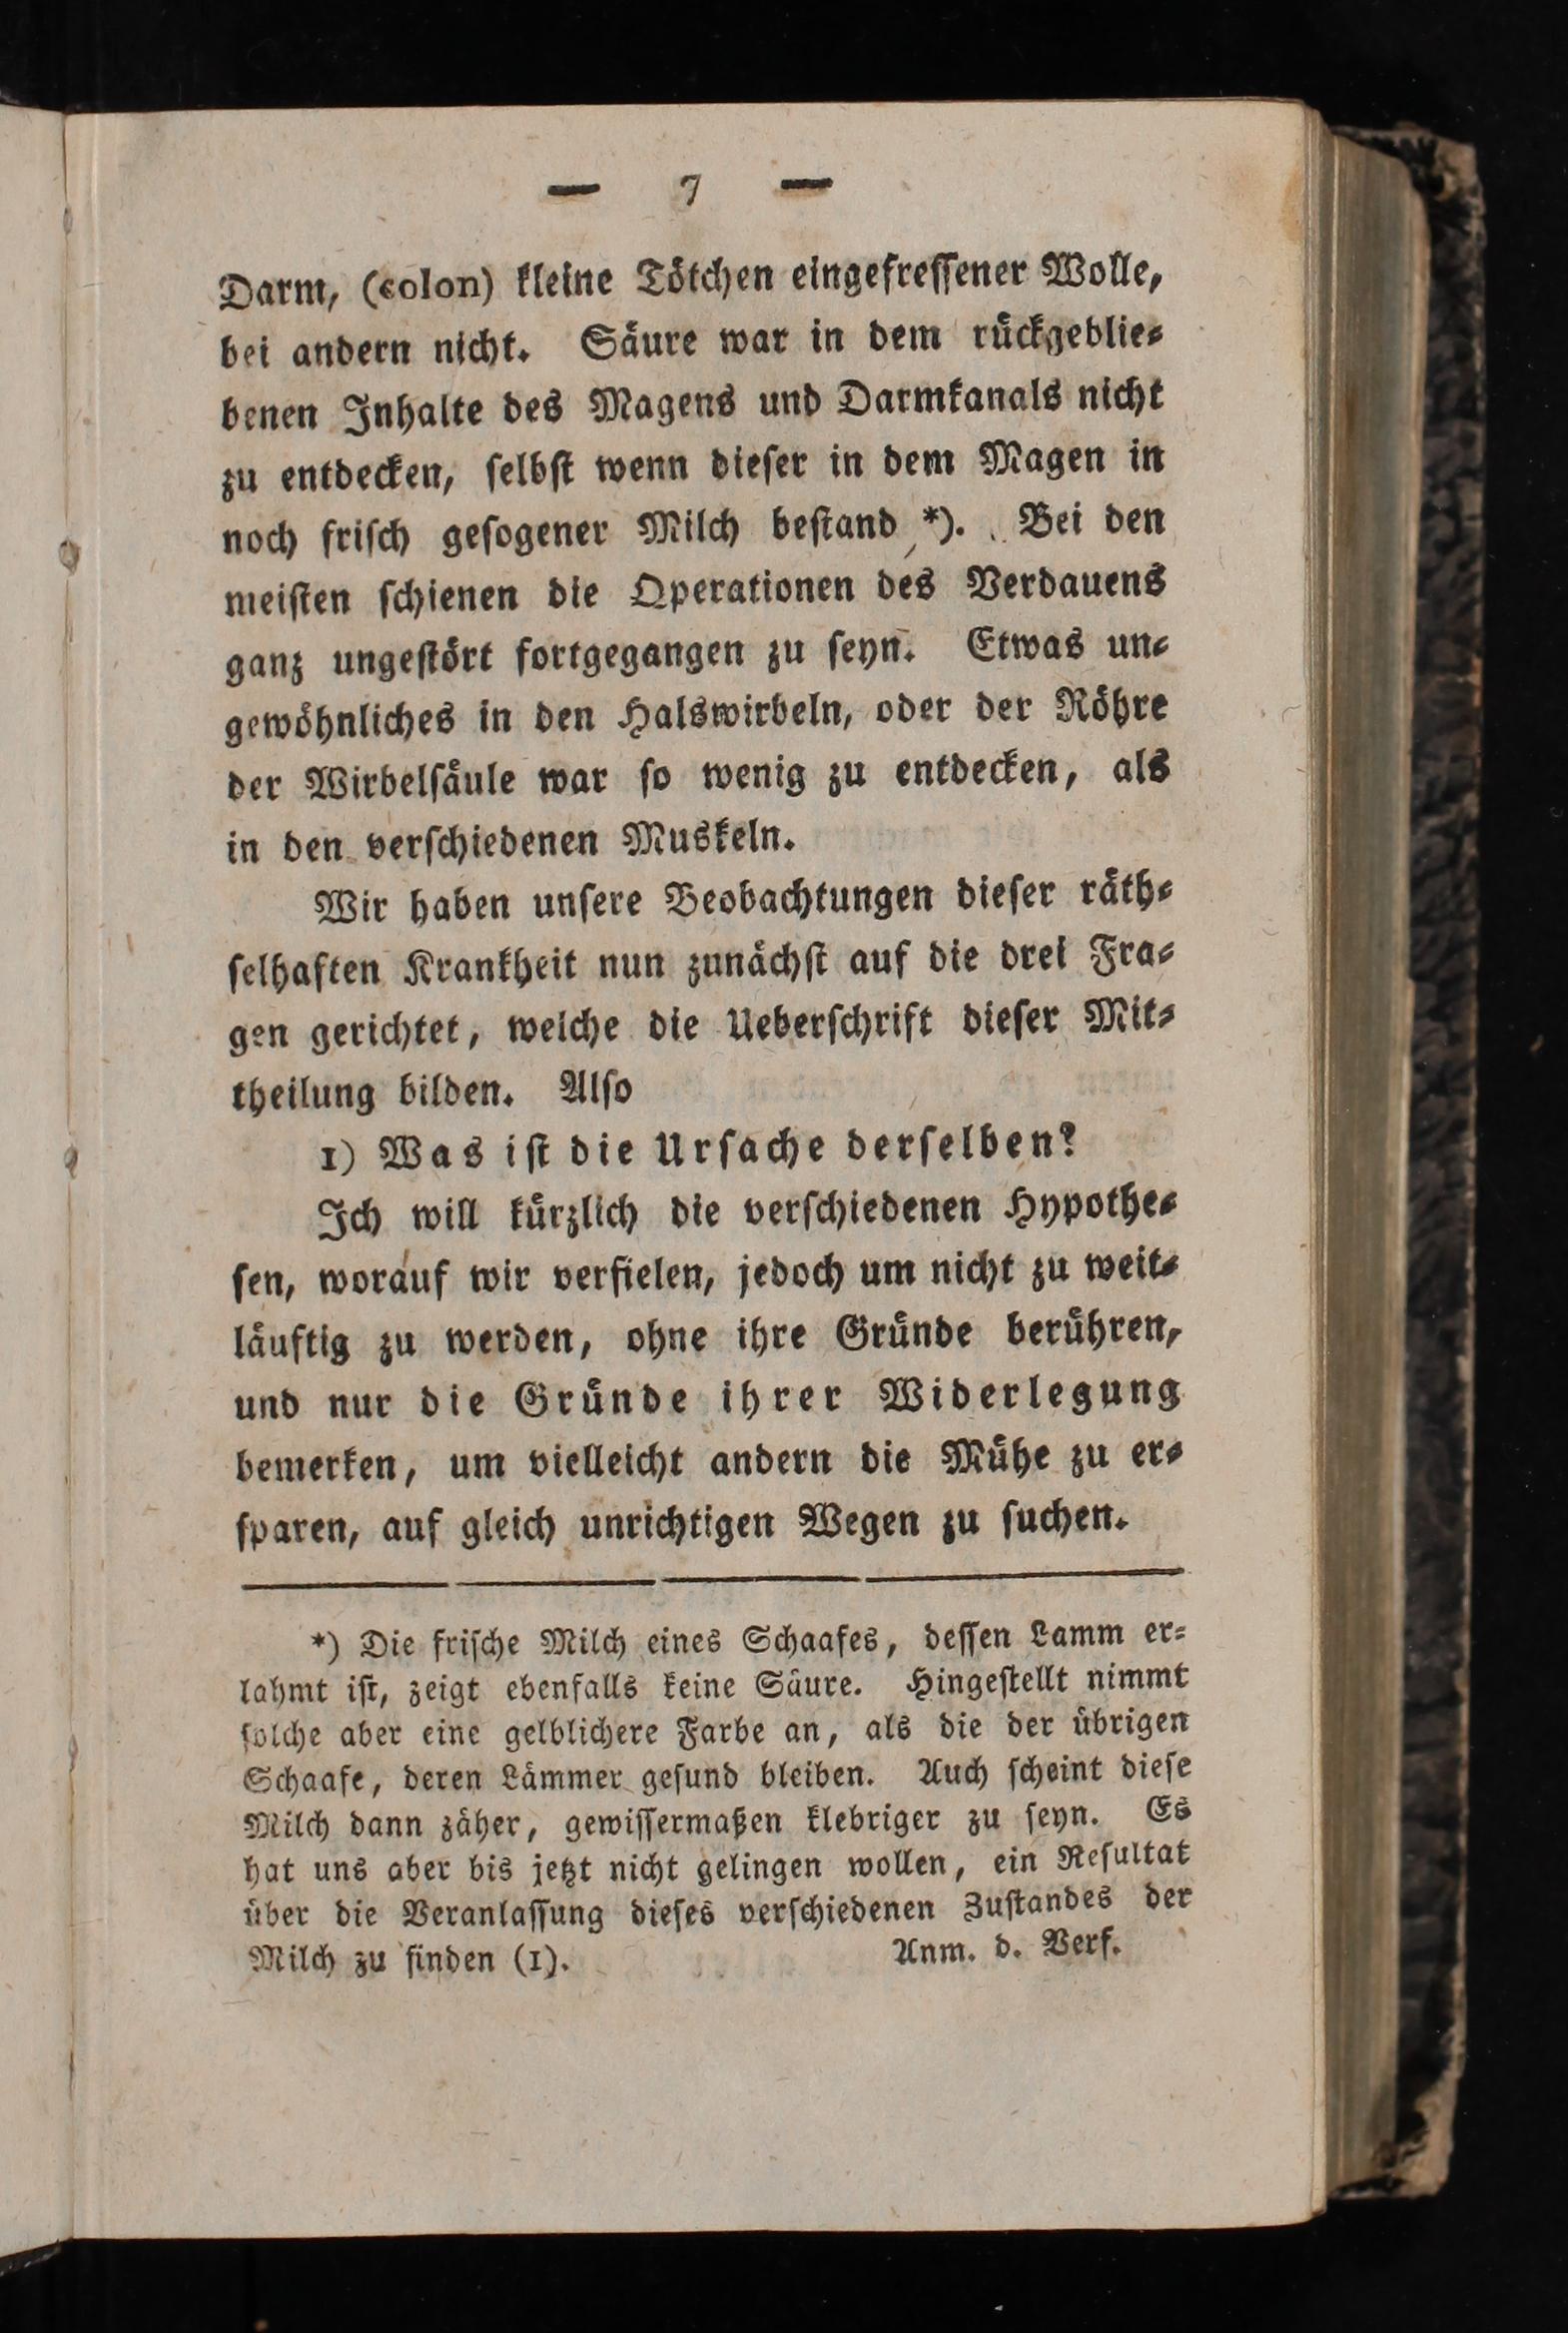 — 7 —
Darm, (colon) kleine Tötchen eingefreſſener Wolle,
bei andern nicht. Säure war in dem rückgeblie⸗
benen Inhalte des Magens und Darmkanals nicht
zu entdecken, ſelbſt wenn dieſer in dem Magen in
noch friſch geſogener Milch beſtand *). Bei den
meiſten ſchienen die Operationen des Verdauens
ganz ungeſtört fortgegangen zu ſeyn. Etwas un⸗
gewöhnliches in den Halswirbeln, oder der Röhre
der Wirbelſäule war ſo wenig zu entdecken, als
in den verſchiedenen Muskeln.
Wir haben unſere Beobachtungen dieſer räth⸗
ſelhaften Krankheit nun zunächſt auf die drei Fra⸗
gen gerichtet, welche die Ueberſchrift dieſer Mit⸗
theilung bilden. Alſo
1) Was iſt die Urſache derſelben?
Ich will kürzlich die verſchiedenen Hypothe⸗
ſen, worauf wir verfielen, jedoch um nicht zu weit⸗
läuftig zu werden, ohne ihre Gründe berühren,
und nur die Gründe ihrer Widerlegung
bemerken, um vielleicht andern die Mühe zu er⸗
ſparen, auf gleich unrichtigen Wegen zu ſuchen.
*) Die friſche Milch eines Schaafes, deſſen Lamm er⸗
lahmt iſt, zeigt ebenfalls keine Säure. Hingeſtellt nimmt
ſolche aber eine gelblichere Farbe an, als die der übrigen
Schaafe, deren Lämmer geſund bleiben. Auch ſcheint dieſe
Milch dann zäher, gewiſſermaßen klebriger zu ſeyn. Es
hat uns aber bis jetzt nicht gelingen wollen, ein Reſultat
über die Veranlaſſung dieſes verſchiedenen Zuſtandes der
Milch zu finden (1). Anm. d. Verf.